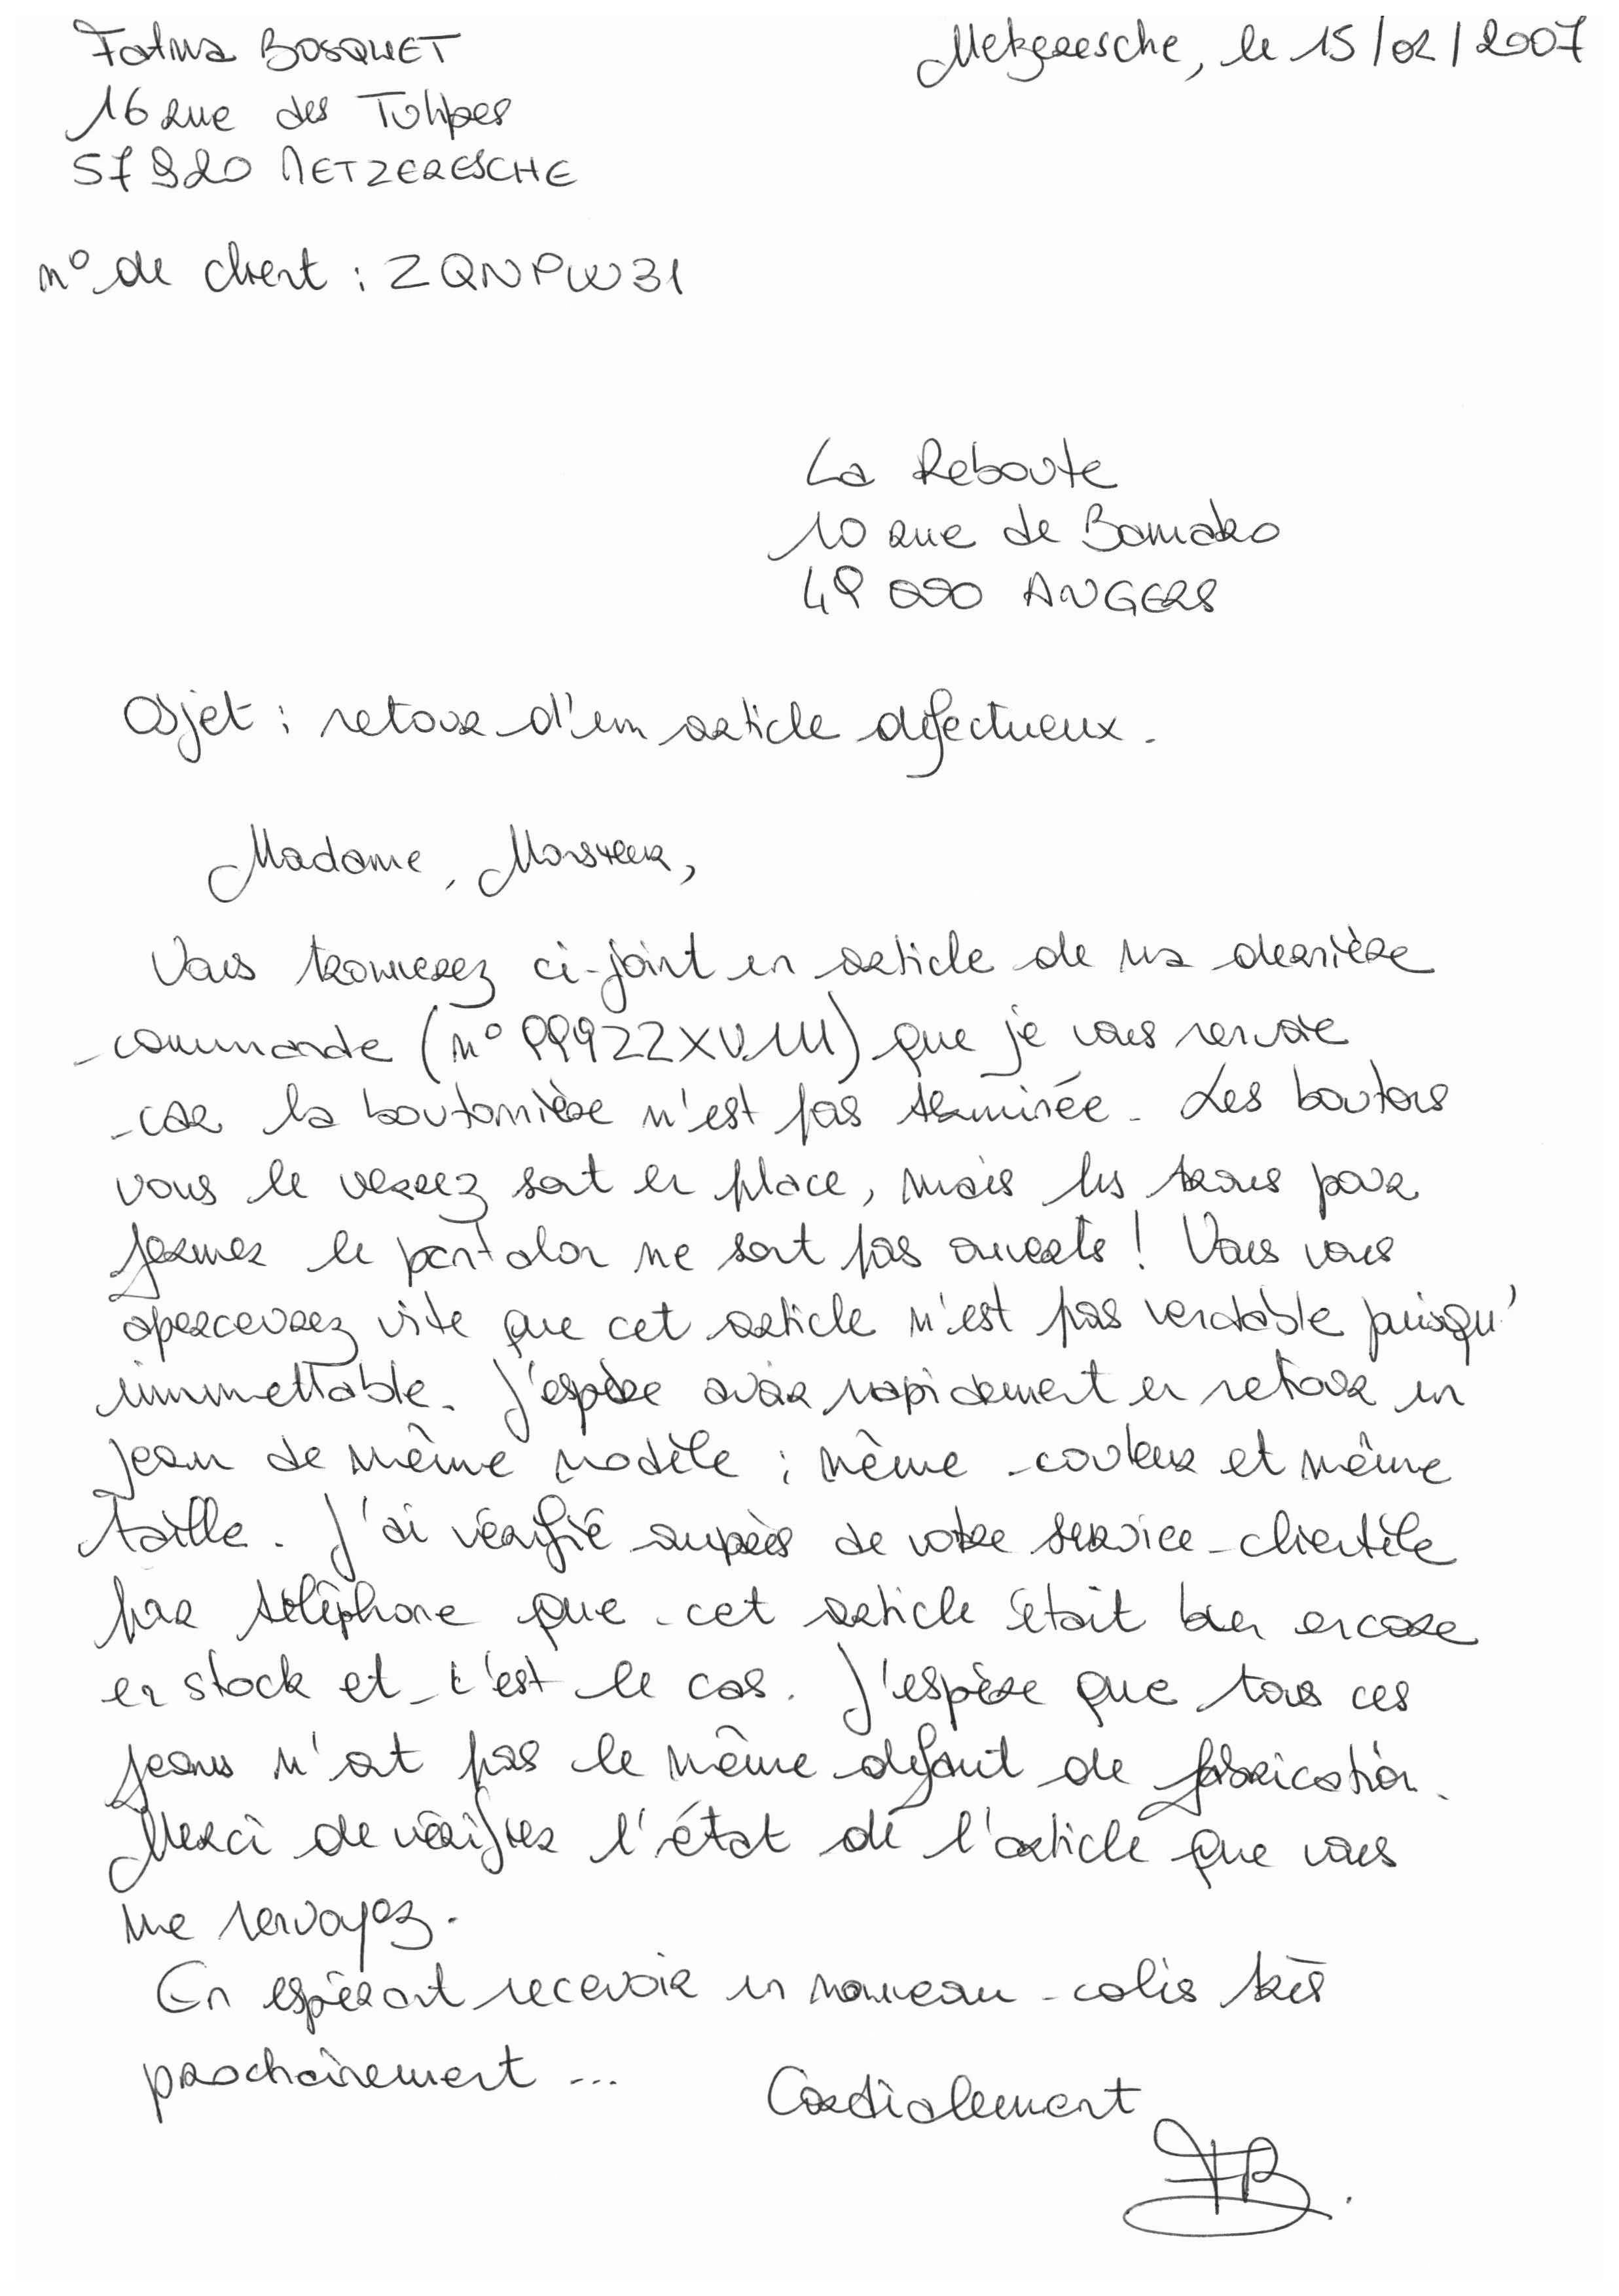 Fatma BOSQUET
Metzeresche, le 15/02/2007
16 rue des Tulipes
57920 METZERESCHE
n° de client : ZQNPW31
La Reboute
10 rue de Bamako
49 000 ANGERS
Objet : retour d'un article défectueux.
Madame, Monsieur,
Vous trouverez ci-joint un article de ma dernière
commande (n° 99922XVM) que je vous renvoie
car la boutonnière n'est pas terminée. Les boutons
vous le verrez sont en place, mais les trous pour
fermer le pantalon ne sont pas ouverts ! Vous vous
apercevrez vite que cet article n'est pas vendable puisqu'
immettable. J'espère avoir rapidement en retour un
jean de même modèle ; même couleur et même
taille. J'ai vérifié auprès de votre service clientèle
par téléphone que cet article était bien encore
en stock et c'est le cas. J'espère que tous ces
jeans n'ont pas le même défaut de fabrication.
Merci de vérifier l'état de l'article que vous
me renvoyez.
En espérant recevoir un nouveau colis très
prochainement ...
Cordialement
FB.